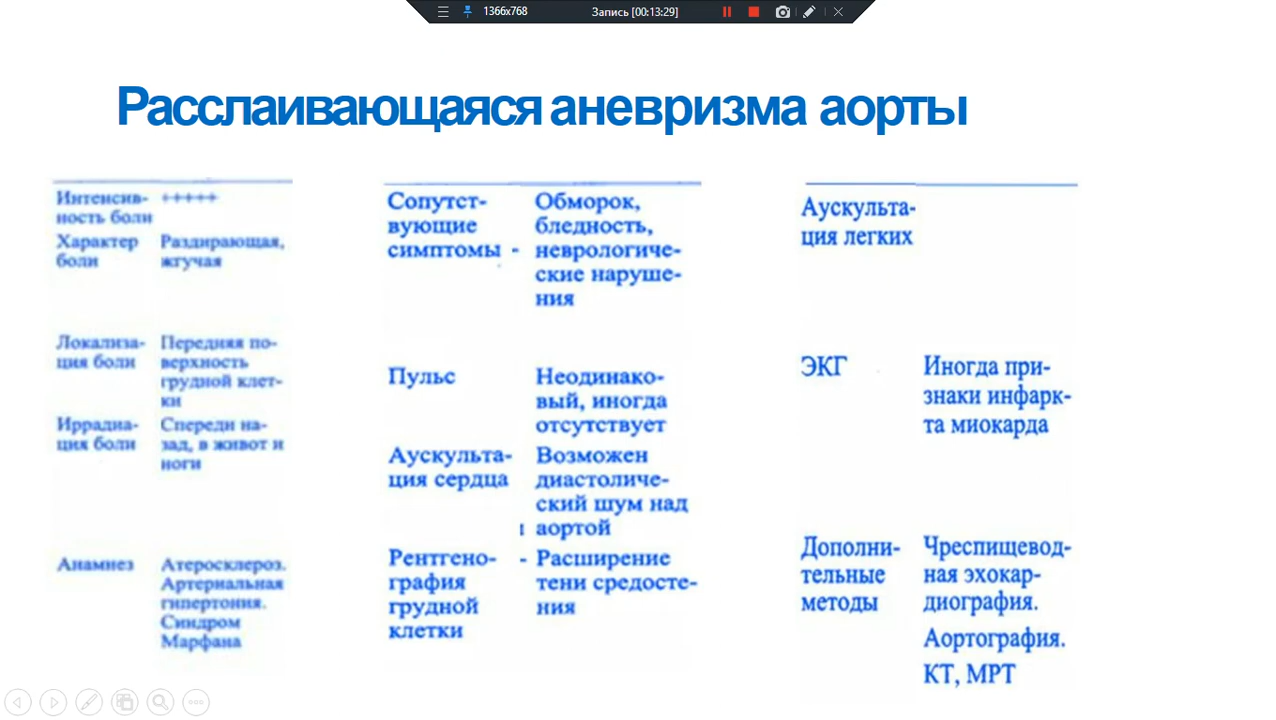 1366x768
Запись [00:13:29]
Расслаивающаяся аневризма аорты
Интенсив- +++++
ность боли
Характер Раздирающая,
боли жгучая
Локализа- Передняя по-
ция боли верхность
грудной клет-
ки
Иррадиа- Спереди на-
ция боли зад, в живот и
ноги
Анамнез Атеросклероз.
Артериальная
гипертония.
Синдром
Марфана
Сопутст- Обморок,
вующие бледность,
симптомы - неврологиче-
ские наруше-
ния
Пульс Неодинако-
вый, иногда
отсутствует
Аускульта- Возможен
ция сердца диастоличе-
ский шум над
аортой
Рентгено- - Расширение
графия тени средосте-
грудной ния
клетки
Аускульта-
ция легких
ЭКГ Иногда при-
знаки инфарк-
та миокарда
Дополни- Чреспищевод-
тельные ная эхокар-
методы диография.
Аортография.
КТ, МРТ